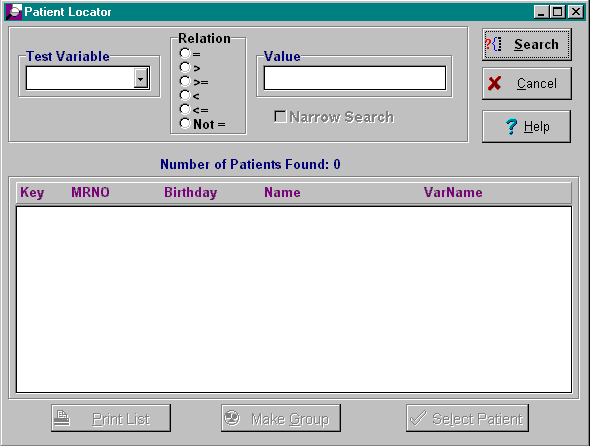 Patient Locator
Test Variable
Relation
=
>
>=
<
<=
Not =
Value
Narrow Search
Search
Cancel
Help
Number of Patients Found: 0
Key MRNO Birthday Name VarName
Print List Make Group Select Patient